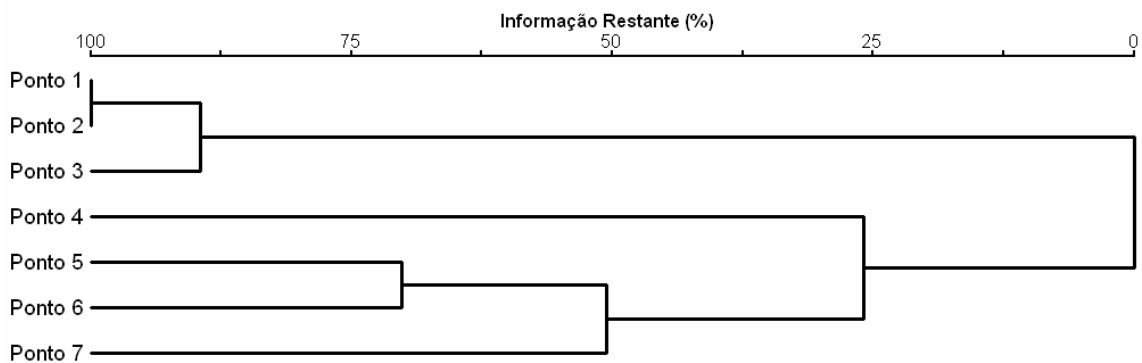 Informação Restante (%)
100 75 50 25 0
Ponto 1
Ponto 2
Ponto 3
Ponto 4
Ponto 5
Ponto 6
Ponto 7